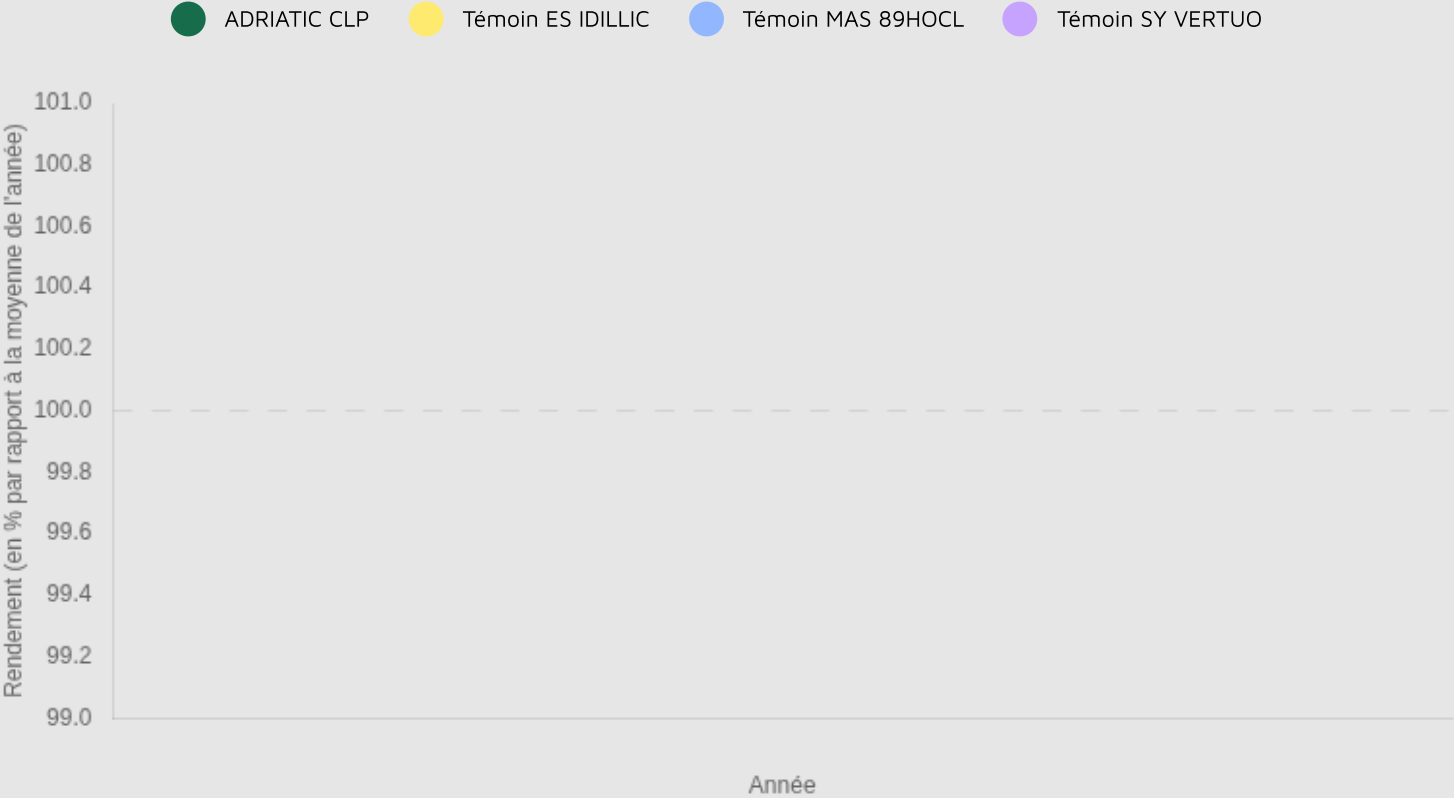 ADRIATIC CLP
Témoin ES IDILLIC
Témoin MAS 89HOCL
Témoin SY VERTUO
Rendement (en % par rapport à la moyenne de l'année)
101.0
100.8
100.6
100.4
100.2
100.0
99.8
99.6
99.4
99.2
99.0
Année